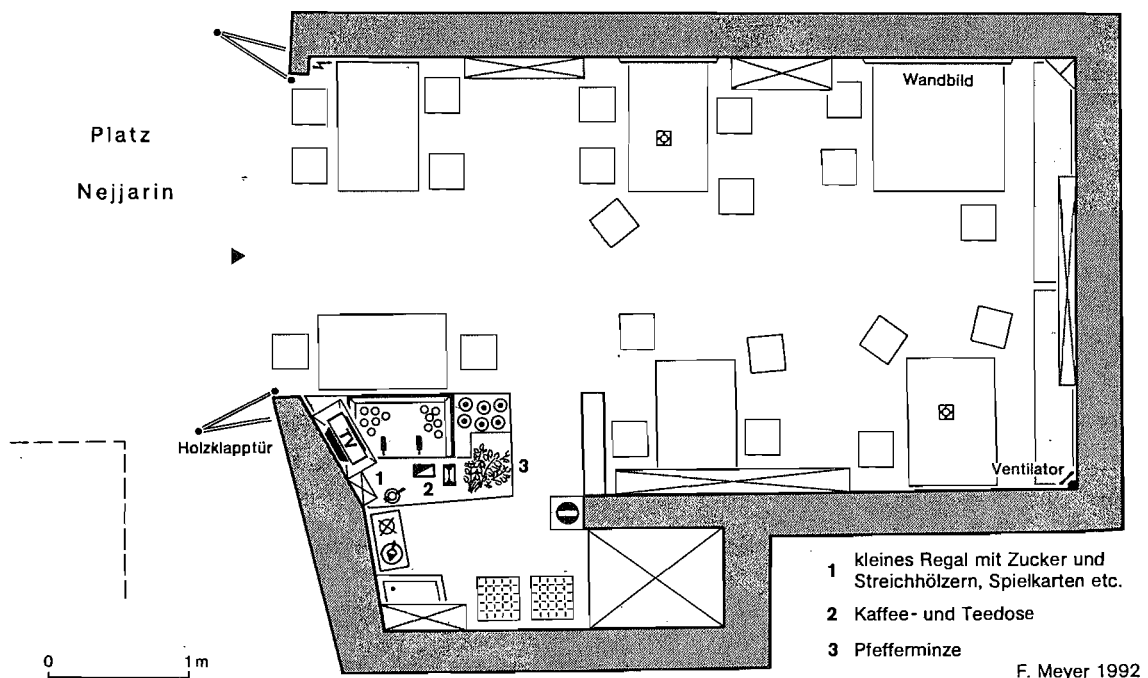 Wandbild
Platz
Nejjarin
Holzklapptür
TV
1
2
3
Ventilator
1 kleines Regal mit Zucker und
Streichhölzern, Spielkarten etc.
2 Kaffee- und Teedose
3 Pfefferminze
0 1m
F. Meyer 1992